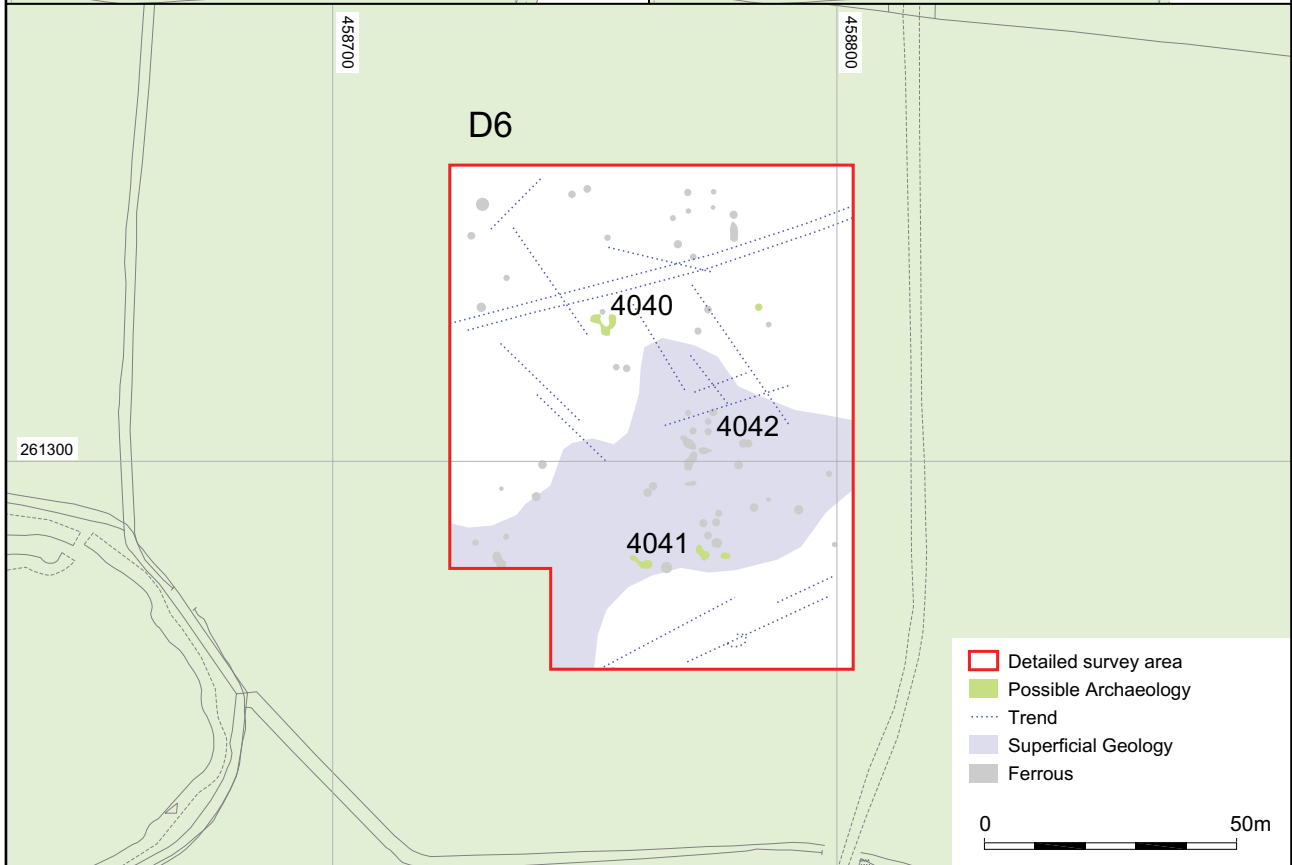 458700
458800
D6
4040
4042
261300
4041
Detailed survey area
Possible Archaeology
Trend
Superficial Geology
Ferrous
0 50m